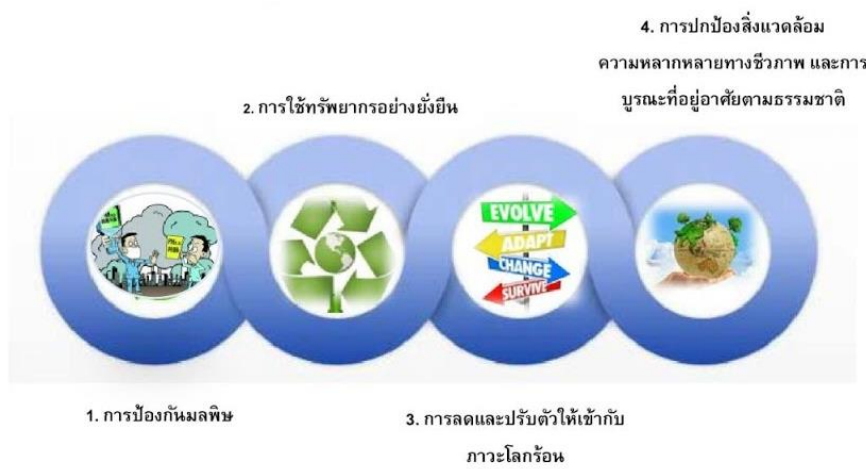 1. การป้องกันมลพิษ
2. การใช้ทรัพยากรอย่างยั่งยืน
3. การลดและปรับตัวให้เข้ากับ
ภาวะโลกร้อน
4. การปกป้องสิ่งแวดล้อม
ความหลากหลายทางชีวภาพ และการ
บูรณะที่อยู่อาศัยตามธรรมชาติ
EVOLVE
ADAPT
CHANGE
SURVIVE